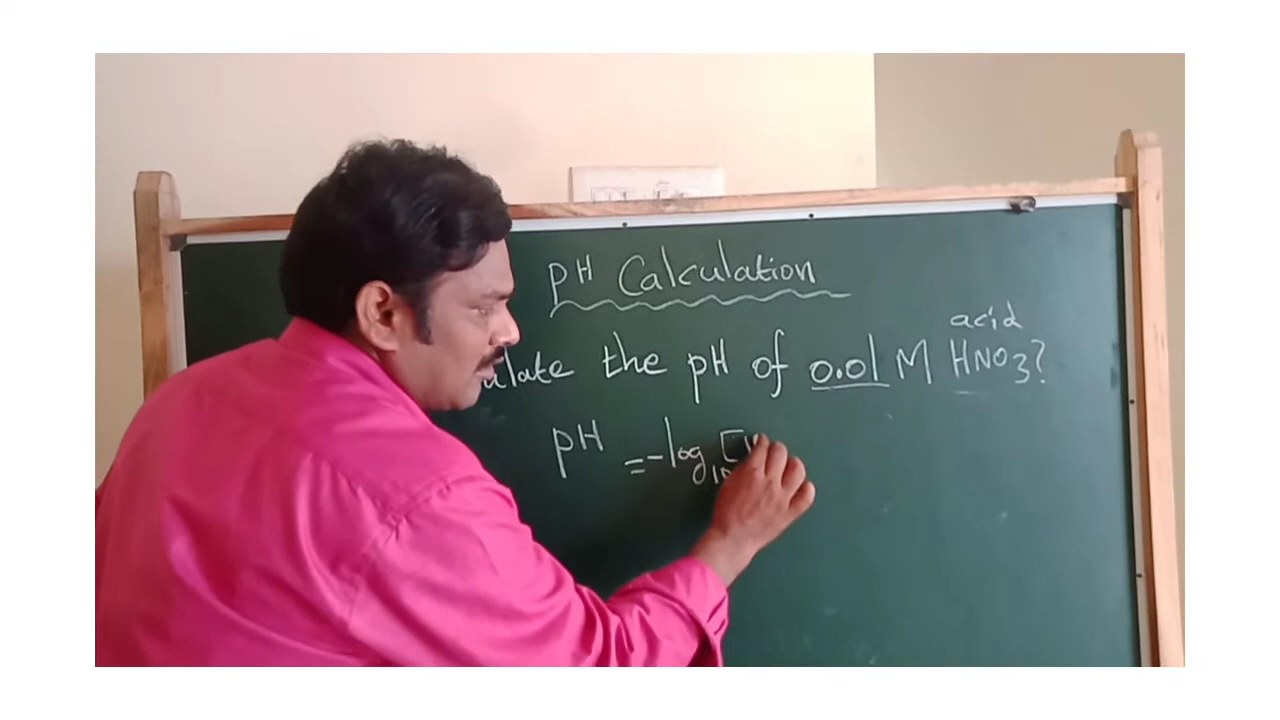 pH Calculation
acid
ulate the pH of 0.01 M HNO3?
pH = -log10 [H